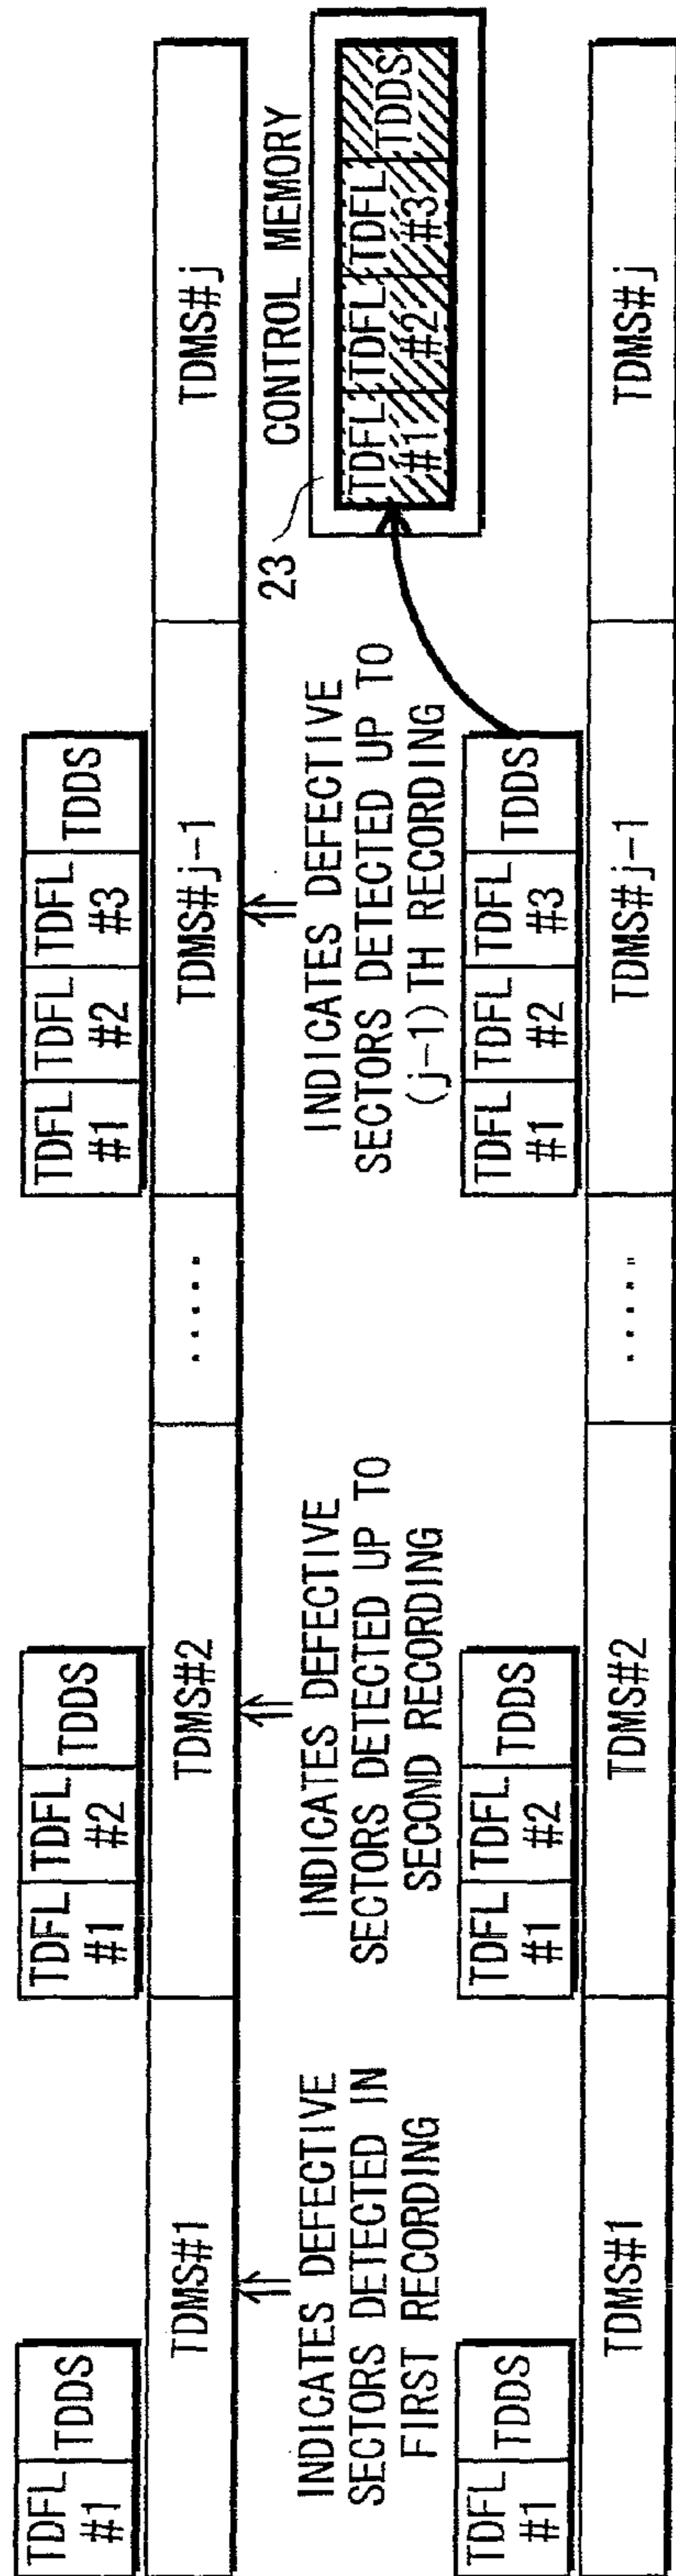 TDFL
#1
TDDS
TDFL
#1
TDFL
#2
TDDS
TDFL
#1
TDFL
#2
TDFL
#3
TDDS
TDMS#1
TDMS#2
.....
TDMS#j-1
TDMS#j
INDICATES DEFECTIVE
SECTORS DETECTED IN
FIRST RECORDING
INDICATES DEFECTIVE
SECTORS DETECTED UP TO
SECOND RECORDING
INDICATES DEFECTIVE
SECTORS DETECTED UP TO
(j-1)TH RECORDING
23
CONTROL MEMORY
TDFL
#1
TDFL
#2
TDFL
#3
TDDS
TDFL
#1
TDDS
TDFL
#1
TDFL
#2
TDDS
TDFL
#1
TDFL
#2
TDFL
#3
TDDS
TDMS#1
TDMS#2
.....
TDMS#j-1
TDMS#j